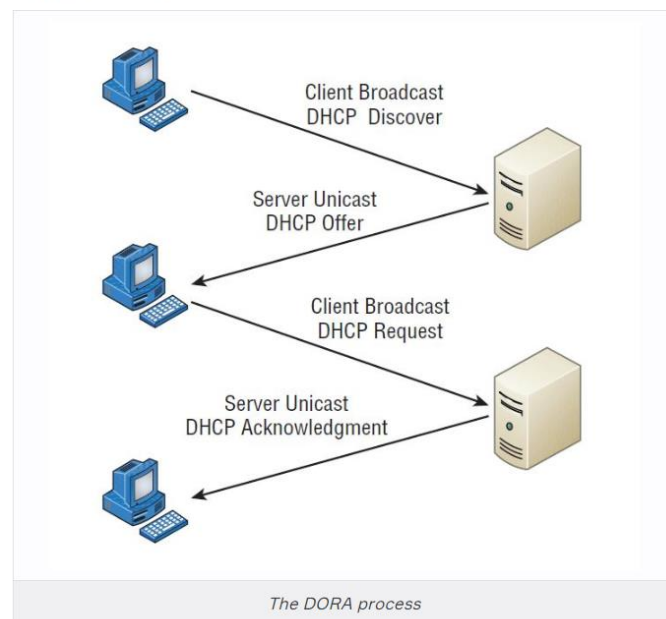 Client Broadcast
DHCP Discover
Server Unicast
DHCP Offer
Client Broadcast
DHCP Request
Server Unicast
DHCP Acknowledgment
The DORA process